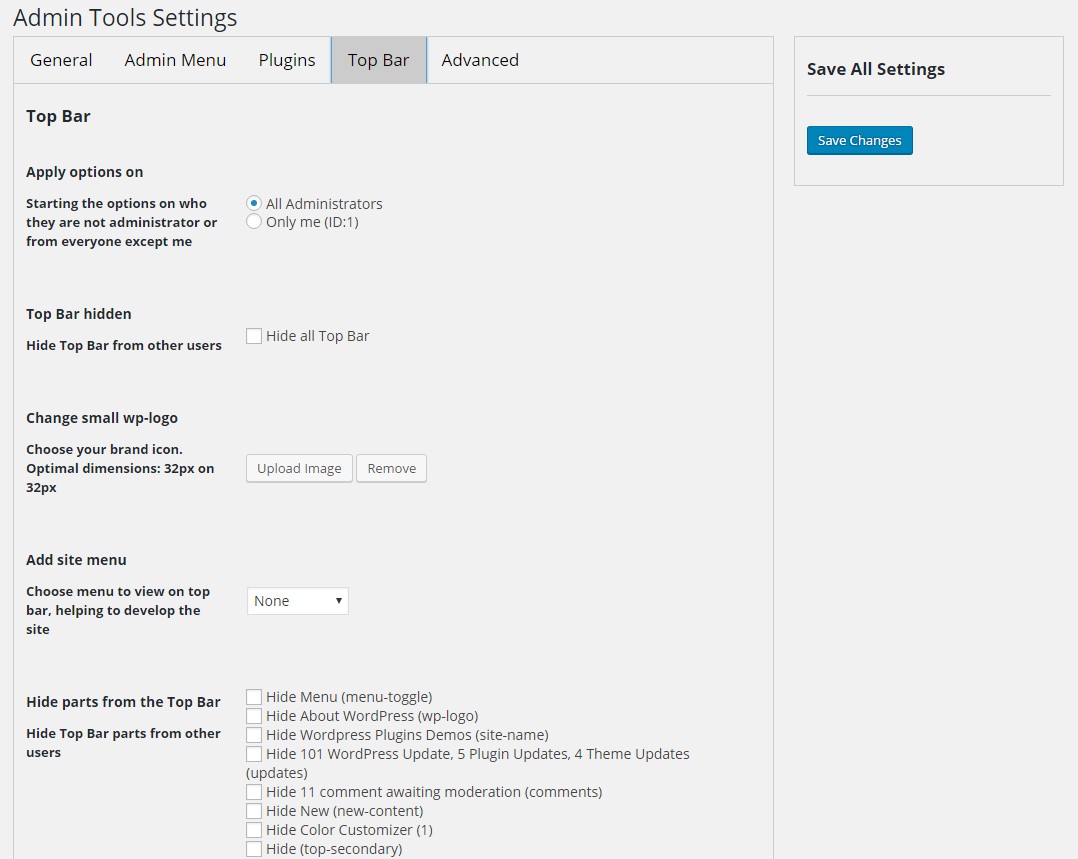 Admin Tools Settings
General
Admin Menu
Plugins
Top Bar
Advanced
Save All Settings
Save Changes
Top Bar
Apply options on
Starting the options on who
they are not administrator or
from everyone except me
All Administrators
Only me (ID:1)
Top Bar hidden
Hide Top Bar from other users
Hide all Top Bar
Change small wp-logo
Choose your brand icon.
Optimal dimensions: 32px on
32px
Upload Image
Remove
Add site menu
Choose menu to view on top
bar, helping to develop the
site
None
Hide parts from the Top Bar
Hide Top Bar parts from other
users
Hide Menu (menu-toggle)
Hide About WordPress (wp-logo)
Hide Wordpress Plugins Demos (site-name)
Hide 101 WordPress Update, 5 Plugin Updates, 4 Theme Updates
(updates)
Hide 11 comment awaiting moderation (comments)
Hide New (new-content)
Hide Color Customizer (1)
Hide (top-secondary)